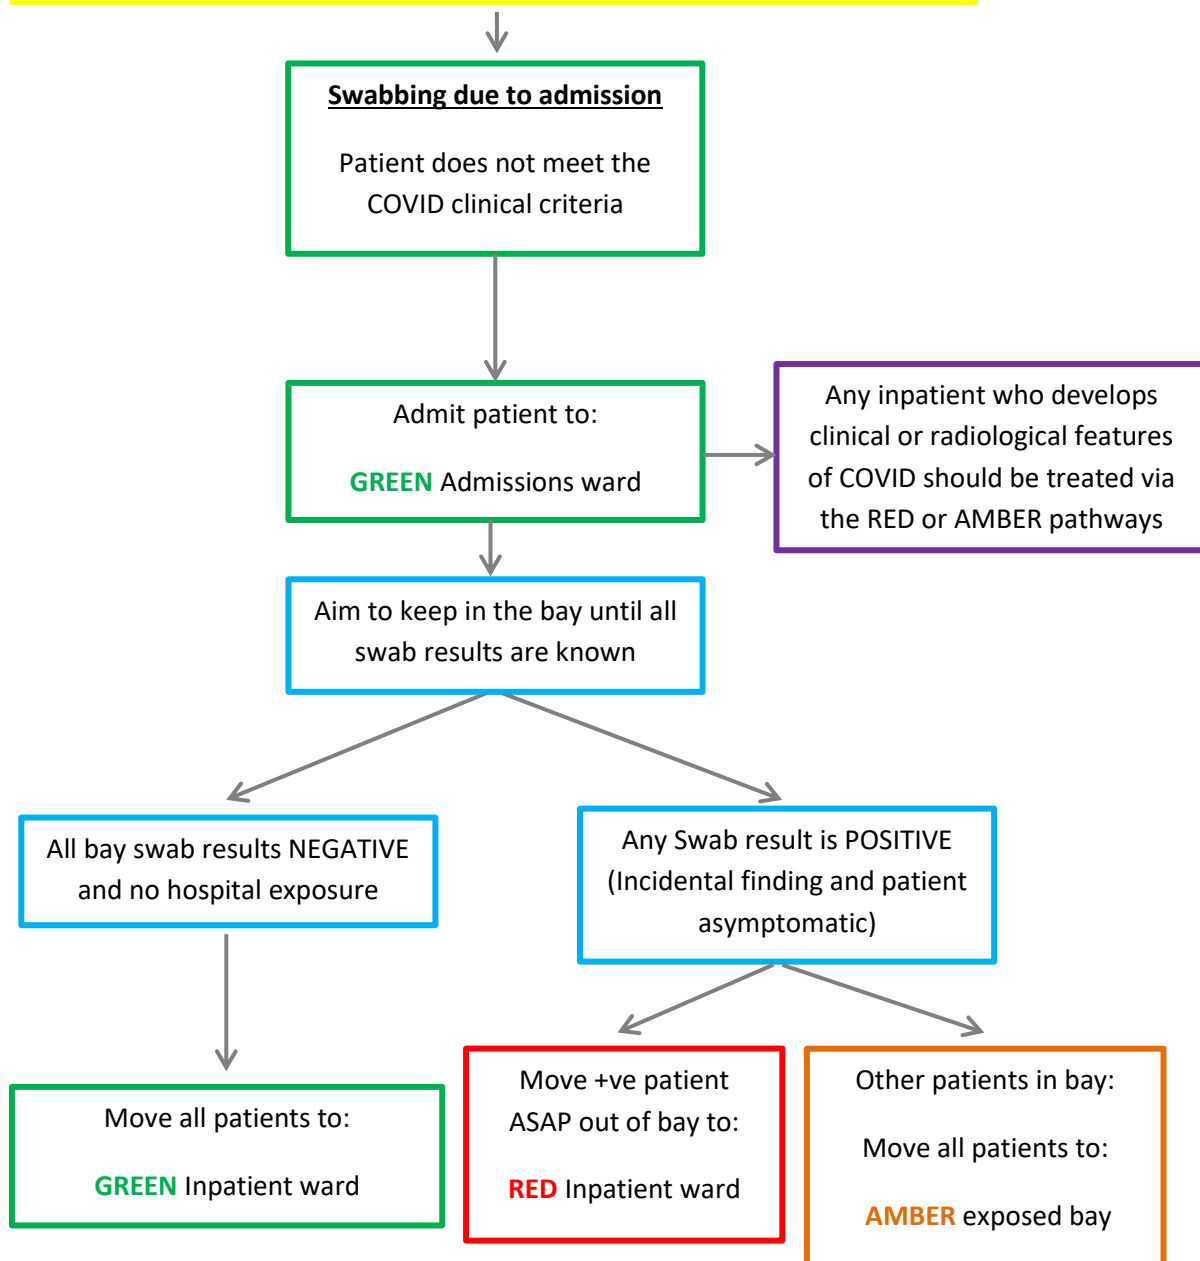 Swabbing due to admission
Patient does not meet the
COVID clinical criteria
Admit patient to:
GREEN Admissions ward
Any inpatient who develops
clinical or radiological features
of COVID should be treated via
the RED or AMBER pathways
Aim to keep in the bay until all
swab results are known
All bay swab results NEGATIVE
and no hospital exposure
Any Swab result is POSITIVE
(Incidental finding and patient
asymptomatic)
Move all patients to:
GREEN Inpatient ward
Move +ve patient
ASAP out of bay to:
RED Inpatient ward
Other patients in bay:
Move all patients to:
AMBER exposed bay